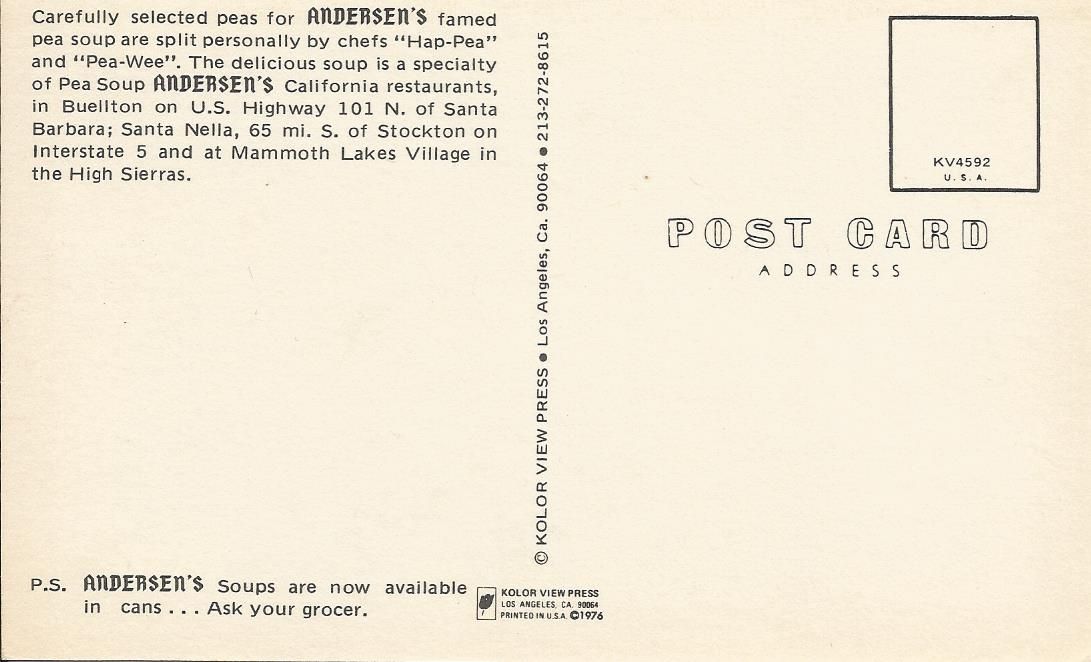 Carefully selected peas for ANDERSEN'S famed
pea soup are split personally by chefs “Hap-Pea”
and “Pea-Wee”. The delicious soup is a specialty
of Pea Soup ANDERSEN'S California restaurants,
in Buellton on U.S. Highway 101 N. of Santa
Barbara; Santa Nella, 65 mi. S. of Stockton on
Interstate 5 and at Mammoth Lakes Village in
the High Sierras.
P.S. ANDERSEN'S Soups are now available
in cans . . . Ask your grocer.
© KOLOR VIEW PRESS ● Los Angeles, Ca. 90064 ● 213-272-8615
KOLOR VIEW PRESS
LOS ANGELES, CA. 90064
PRINTED IN U.S.A. ©1976
KV4592
U. S. A.
POST CARD
ADDRESS